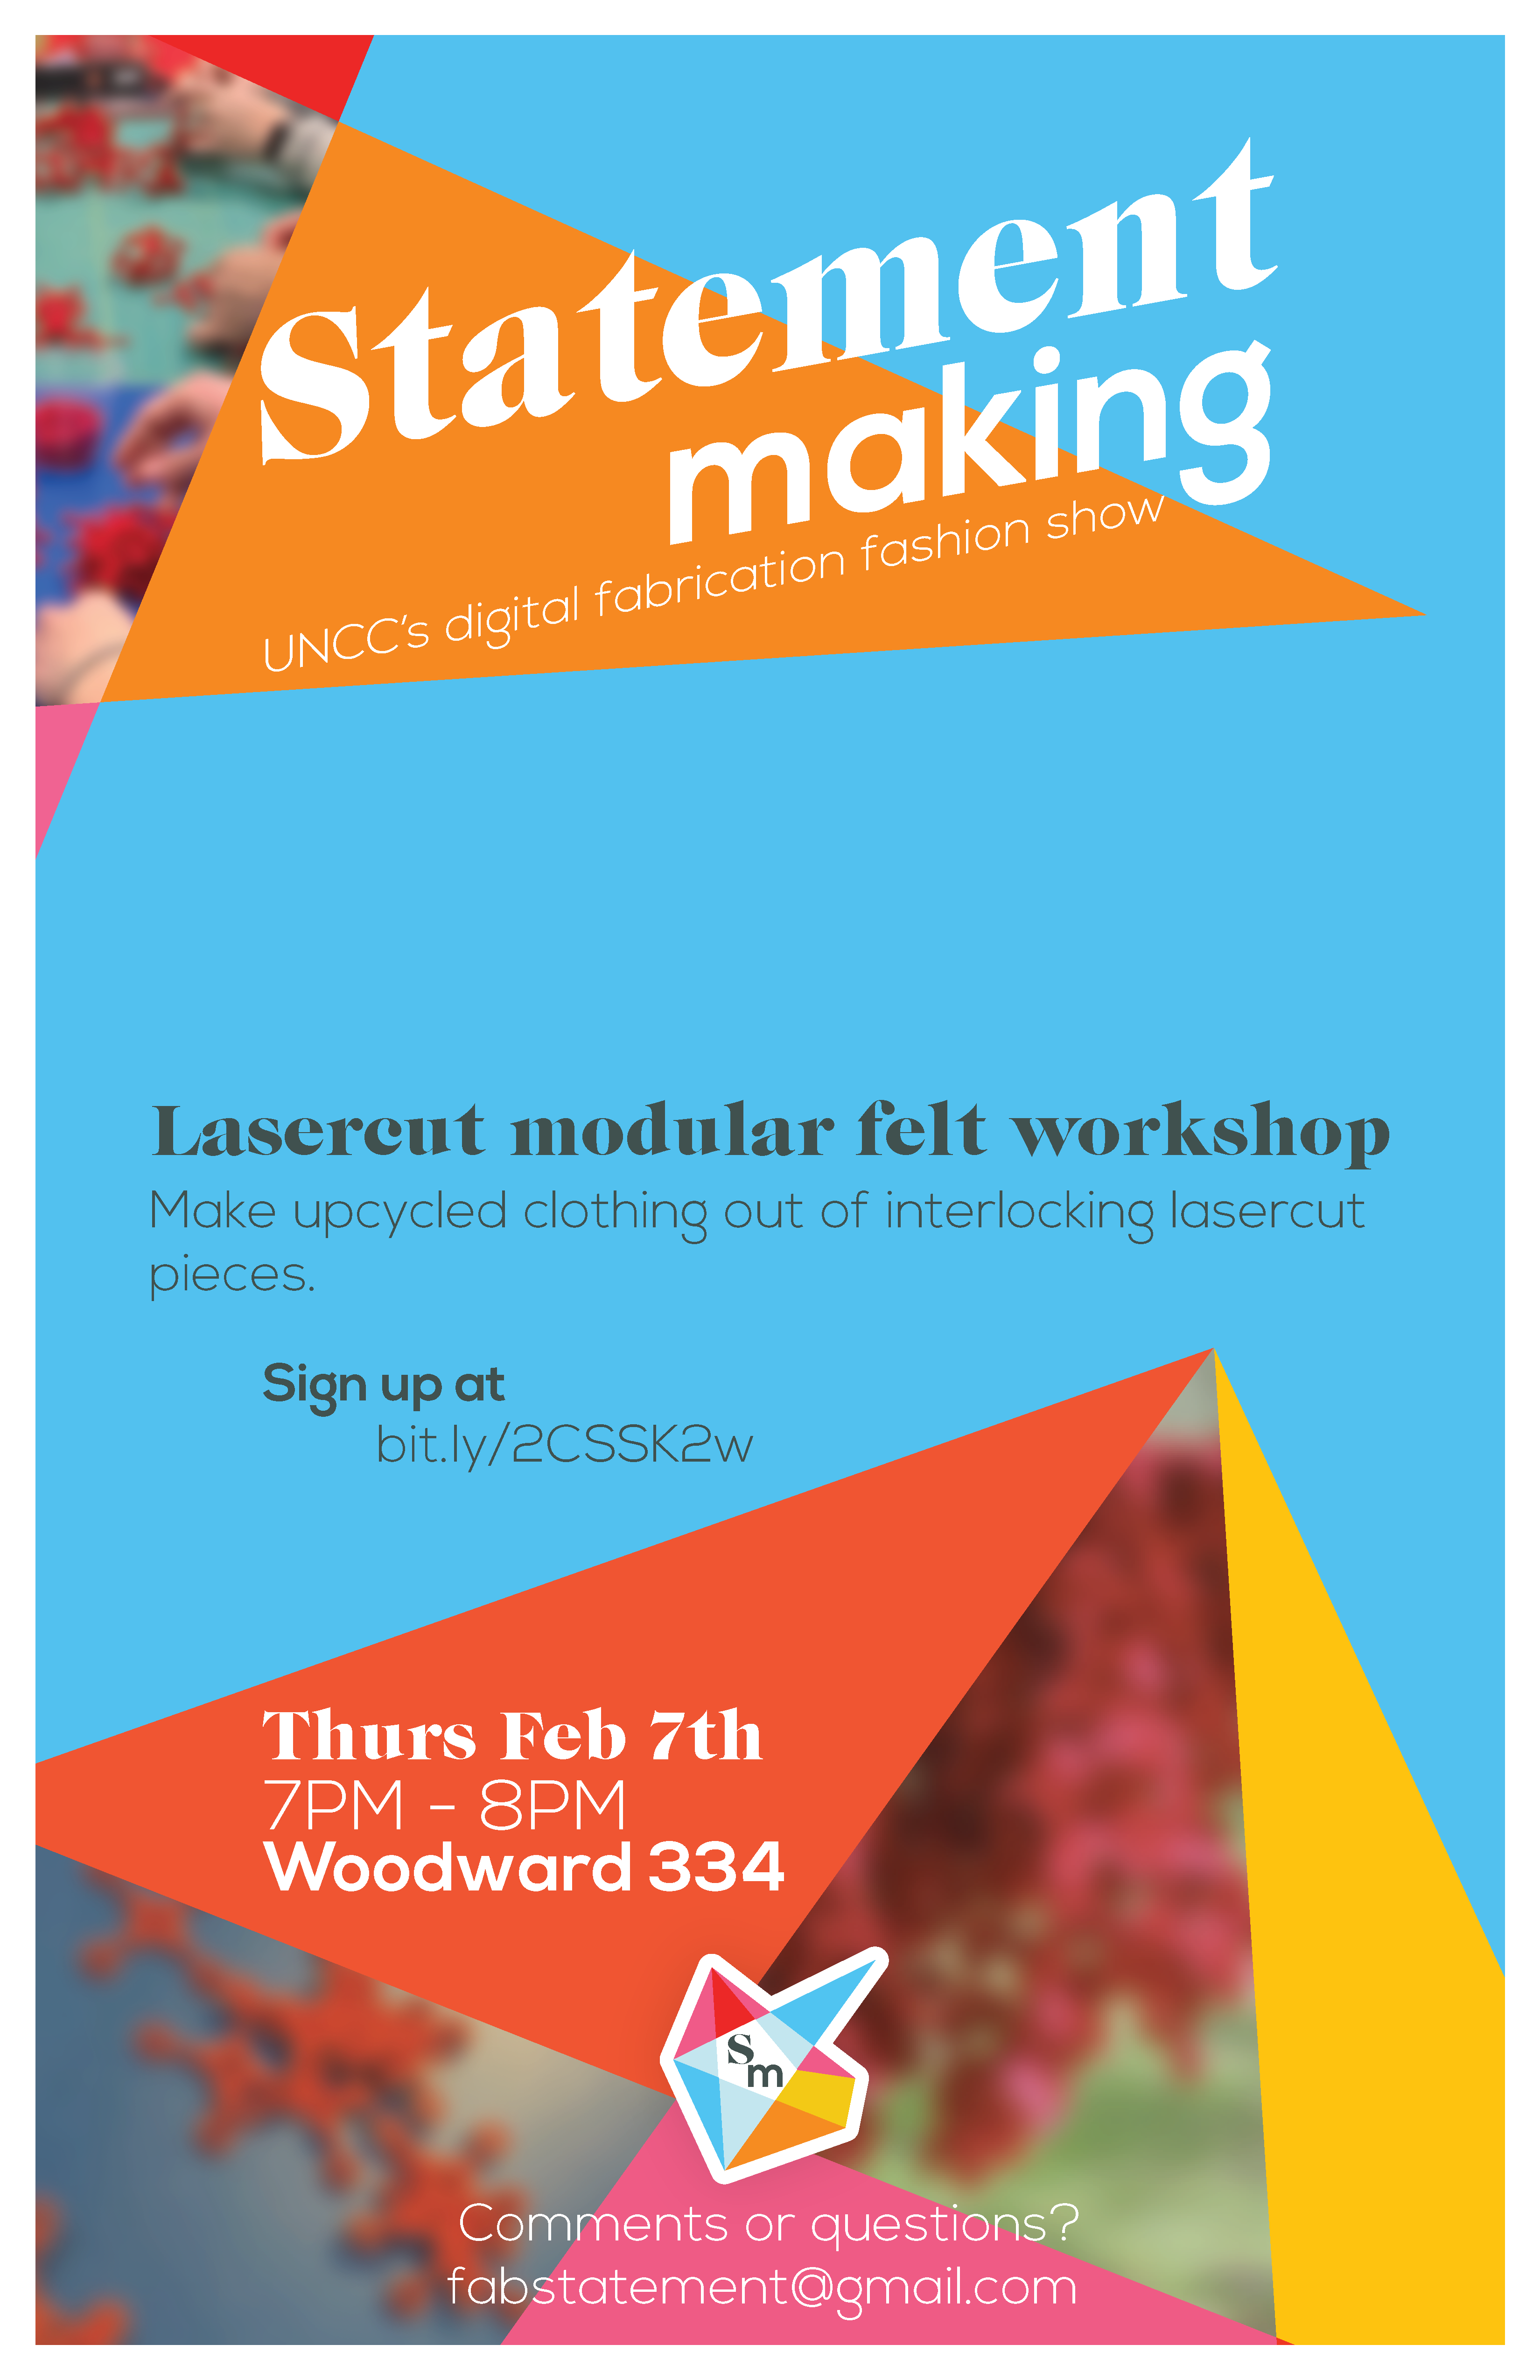 Statement
making
UNCC's digital fabrication fashion show
Lasercut modular felt workshop
Make upcycled clothing out of interlocking lasercut
pieces.
Sign up at
bit.ly/2CSSK2w
Thurs Feb 7th
7PM - 8PM
Woodward 334
S
m
Comments or questions?
fabstatement@gmail.com